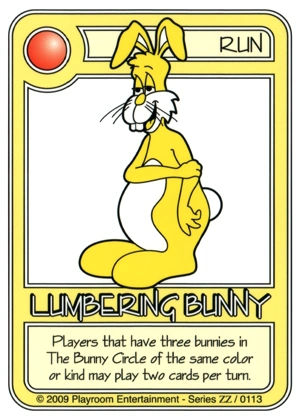 RUN
LUMBERING BUNNY
Players that have three bunnies in
The Bunny Circle of the same color
or kind may play two cards per turn.
© 2009 Playroom Entertainment - Series ZZ / 0113